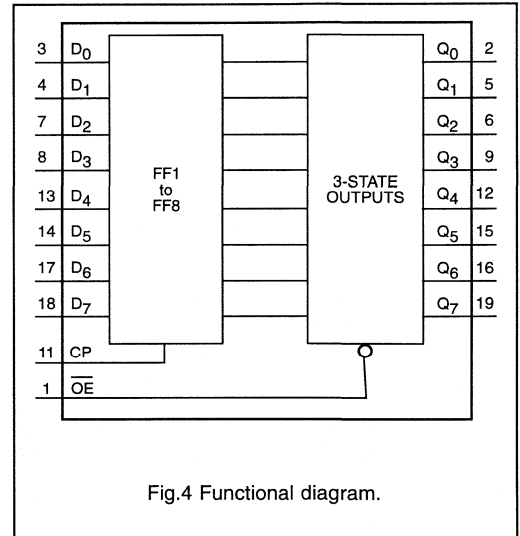 3 D0 Q0 2
4 D1 Q1 5
7 D2 Q2 6
8 D3 Q3 9
FF1
to
FF8
3-STATE
OUTPUTS
13 D4 Q4 12
14 D5 Q5 15
17 D6 Q6 16
18 D7 Q7 19
11 CP
1 OE
Fig.4 Functional diagram.